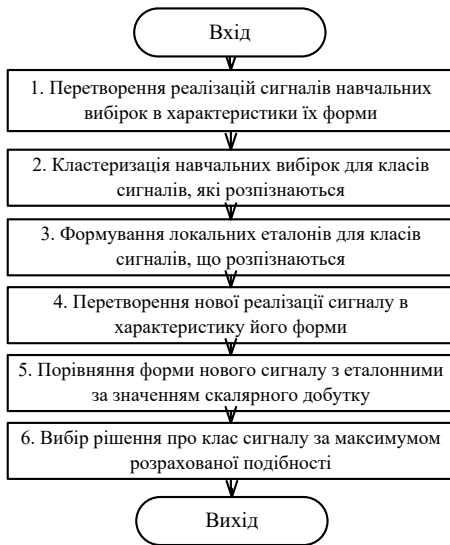 Вхід
1. Перетворення реалізацій сигналів навчальних
вибірок в характеристики їх форми
2. Кластеризація навчальних вибірок для класів
сигналів, які розпізнаються
3. Формування локальних еталонів для класів
сигналів, що розпізнаються
4. Перетворення нової реалізації сигналу в
характеристику його форми
5. Порівняння форми нового сигналу з еталонними
за значенням скалярного добутку
6. Вибір рішення про клас сигналу за максимумом
розрахованої подібності
Вихід